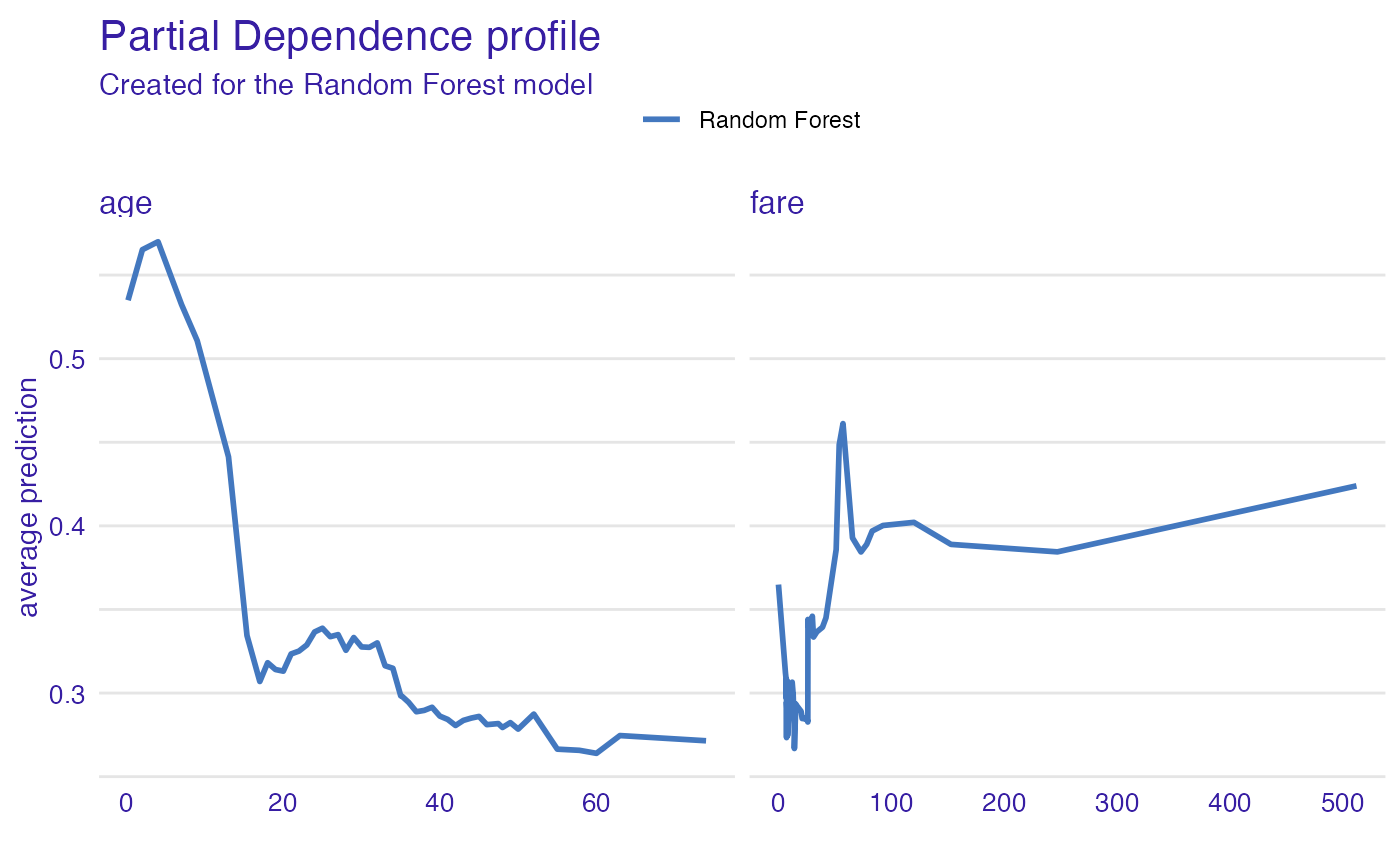 Partial Dependence profile
Created for the Random Forest model
Random Forest
age
fare
average prediction
0.5
0.4
0.3
0 20 40 60
0 100 200 300 400 500